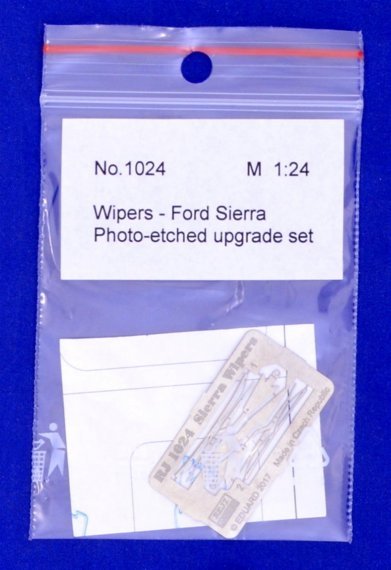 No.1024 M 1:24
Wipers - Ford Sierra
Photo-etched upgrade set
RJ 1024 Sierra Wipers
© EDUARD 2017 Made in Czech Republic